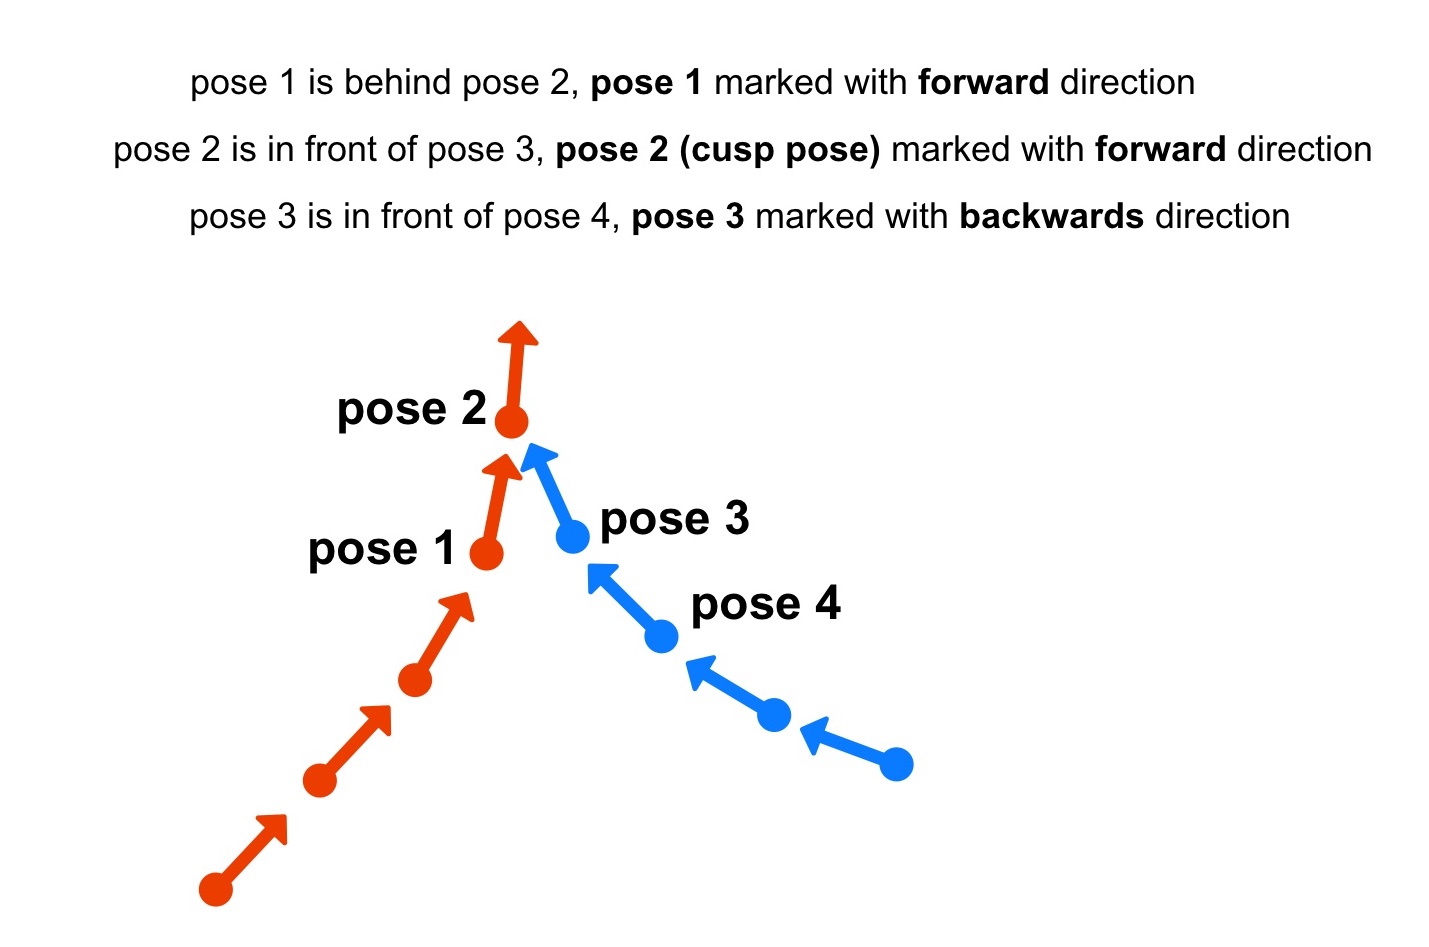 pose 1 is behind pose 2, pose 1 marked with forward direction
pose 2 is in front of pose 3, pose 2 (cusp pose) marked with forward direction
pose 3 is in front of pose 4, pose 3 marked with backwards direction
pose 2
pose 3
pose 1
pose 4